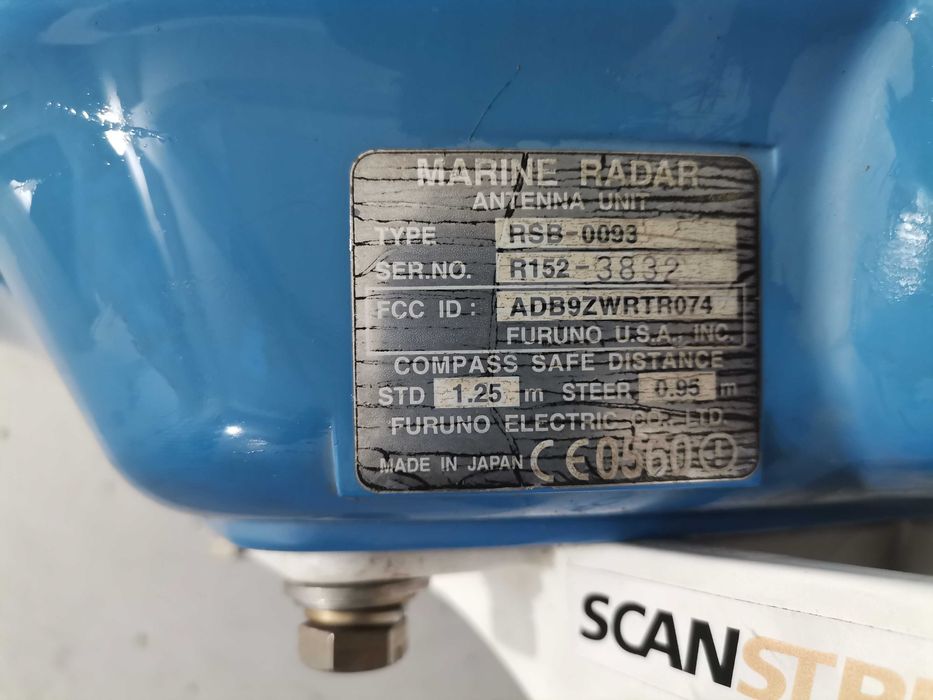 MARINE RADAR
ANTENNA UNIT
TYPE RSB-0093
SER.NO. R152-3832
FCC ID: ADB9ZWRTR074
FURUNO U.S.A., INC.
COMPASS SAFE DISTANCE
STD 1.25 m STEER 0.95 m
FURUNO ELECTRIC CO., LTD.
MADE IN JAPAN CE0560
SCAN